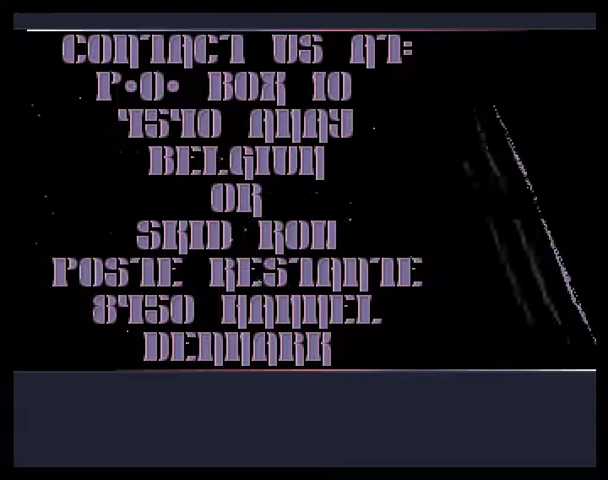 CONTACT US AT:
P.O. BOX 10
4540 AMAY
BELGIUM
OR
SKID ROW
POSTE RESTANTE
8450 HAMMEL
DENMARK